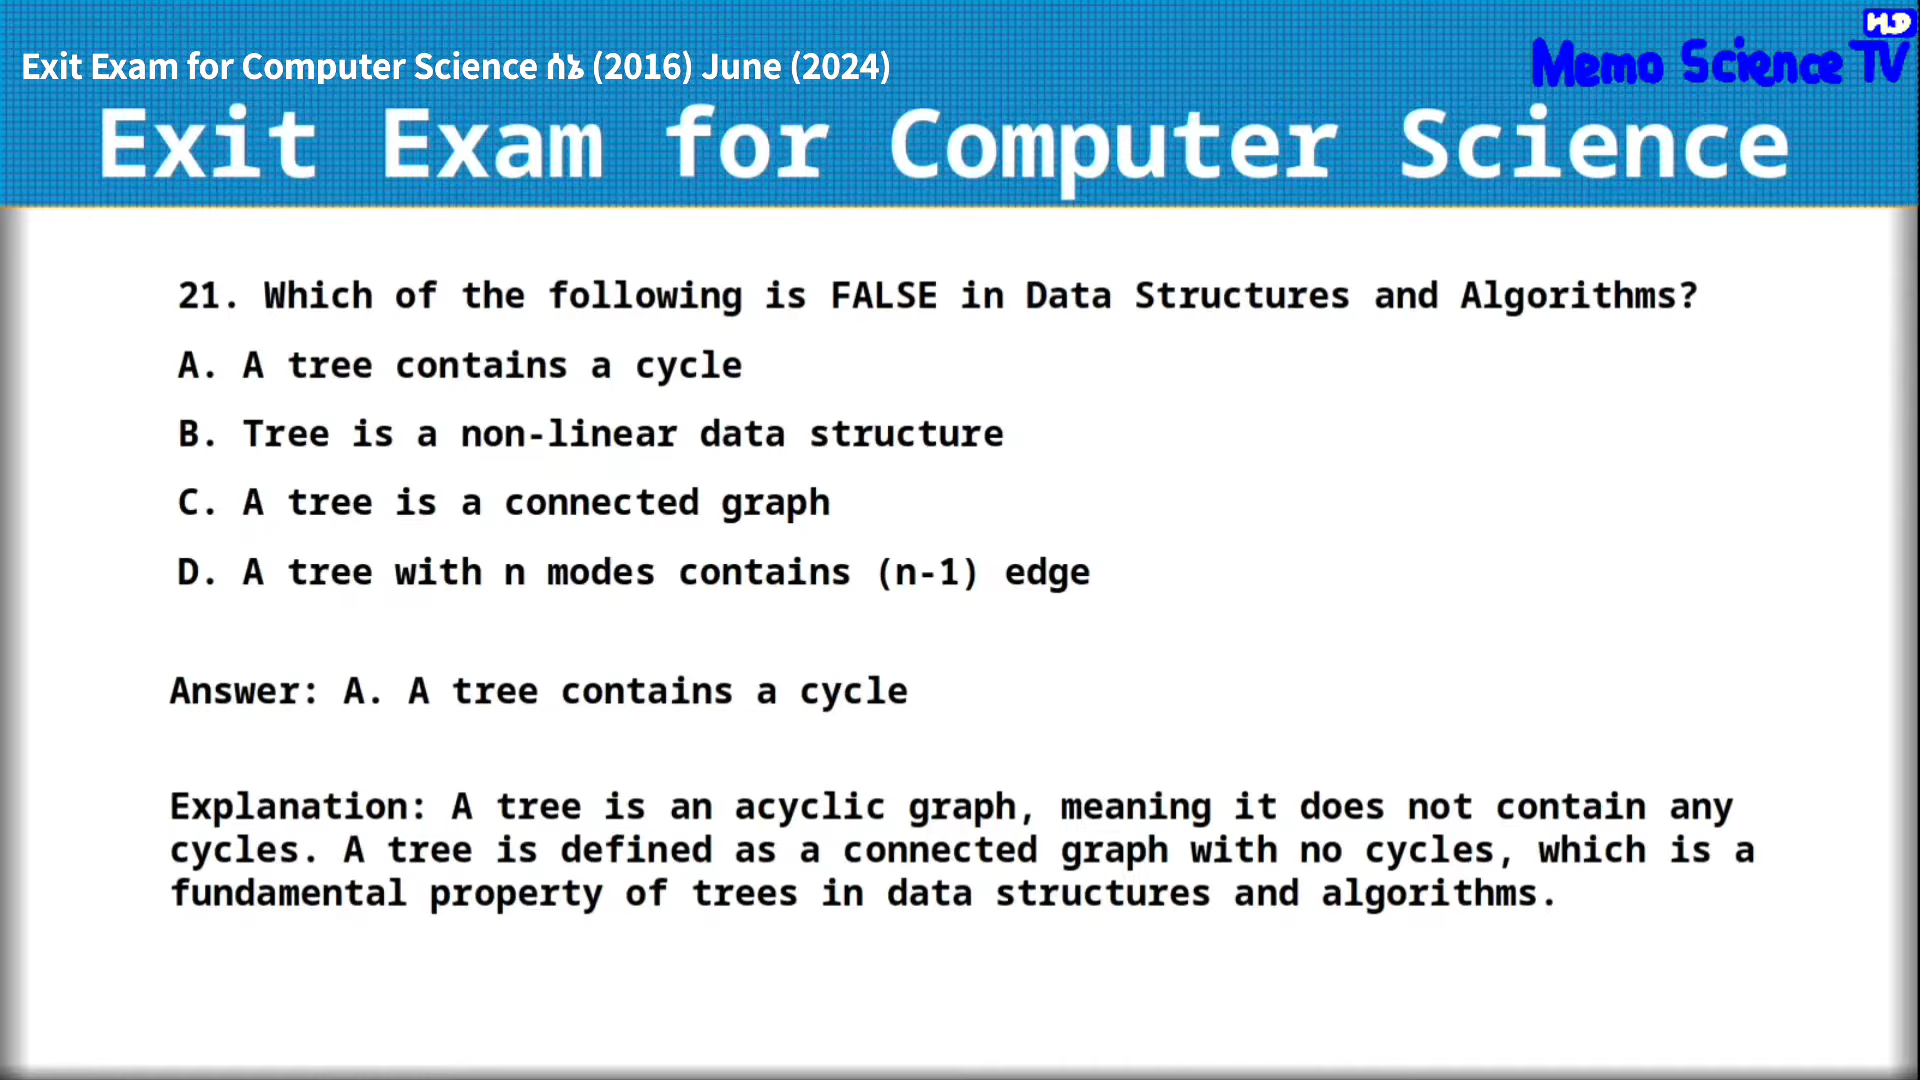 HD
Exit Exam for Computer Science ሰኔ (2016) June (2024)
Memo Science TV
Exit Exam for Computer Science
21. Which of the following is FALSE in Data Structures and Algorithms?
A. A tree contains a cycle
B. Tree is a non-linear data structure
C. A tree is a connected graph
D. A tree with n modes contains (n-1) edge
Answer: A. A tree contains a cycle
Explanation: A tree is an acyclic graph, meaning it does not contain any
cycles. A tree is defined as a connected graph with no cycles, which is a
fundamental property of trees in data structures and algorithms.